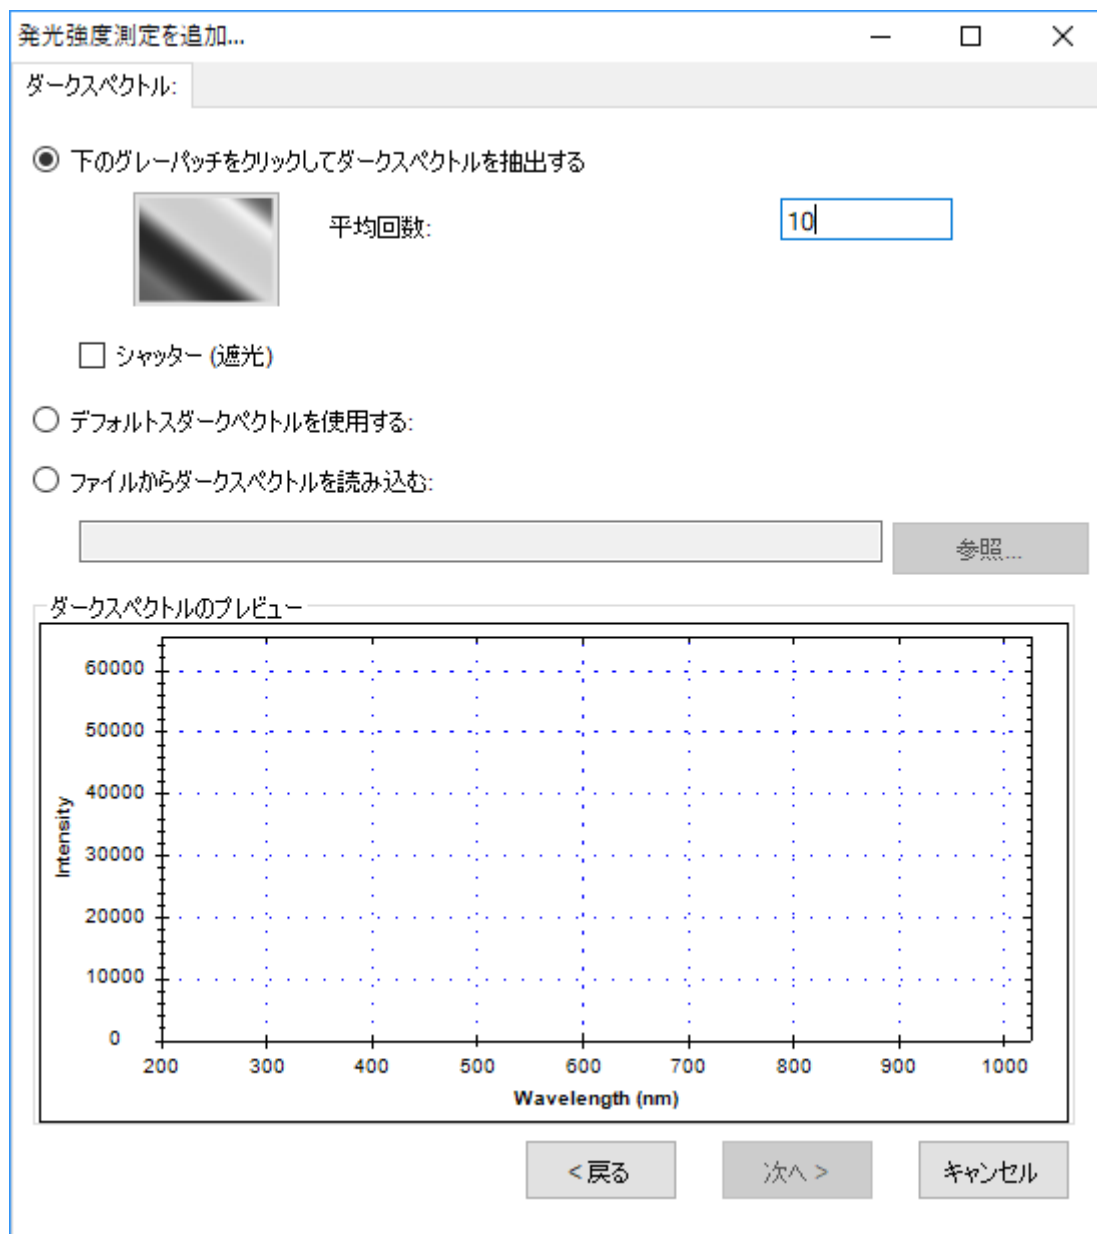 発光強度測定を追加...
ダークスペクトル:
下のグレーパッチをクリックしてダークスペクトルを抽出する
平均回数:
10
シャッター (遮光)
デフォルトスダークペクトルを使用する:
ファイルからダークスペクトルを読み込む:
参照...
ダークスペクトルのプレビュー
60000
50000
40000
30000
20000
10000
0
Intensity
200 300 400 500 600 700 800 900 1000
Wavelength (nm)
< 戻る
次へ >
キャンセル